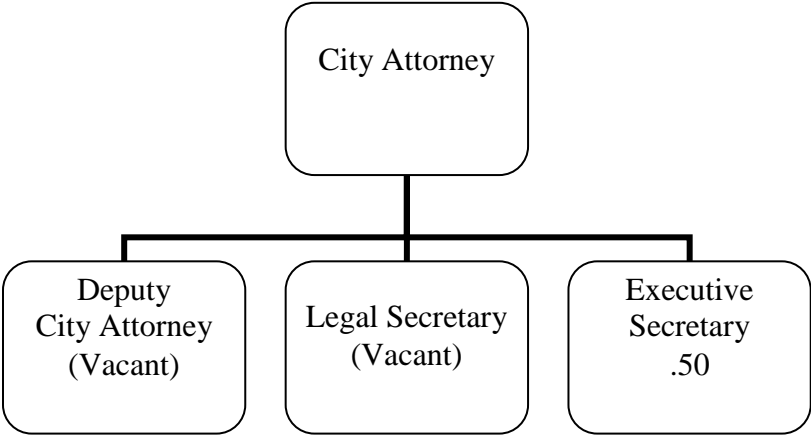 City Attorney
Deputy
City Attorney
(Vacant)
Legal Secretary
(Vacant)
Executive
Secretary
.50